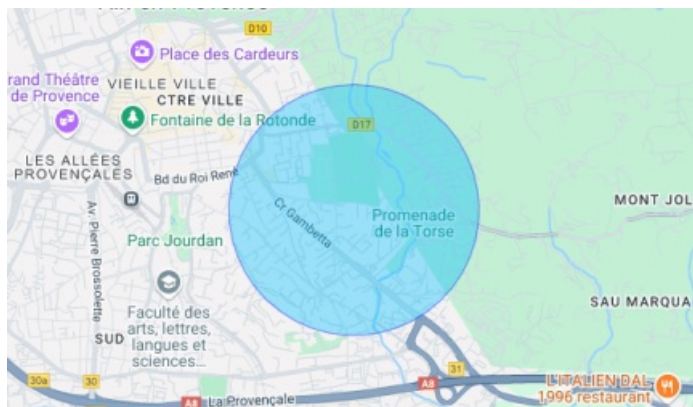 D10
Place des Cardeurs
rand Théâtre
de Provence
VIEILLE VILLE
CTRE VILLE
Fontaine de la Rotonde
D17
LES ALLÉES
PROVENÇALES
Bd du Roi René
MONT JOL
Cr Gambetta
Promenade
de la Torse
Av. Pierre Brossolette
Parc Jourdan
Faculté des
arts, lettres,
langues et
sciences...
SUD
SAU MARQUA
31
30a
30
A8
A8
La Provençale
L'ITALIEN DAL
1996 restaurant